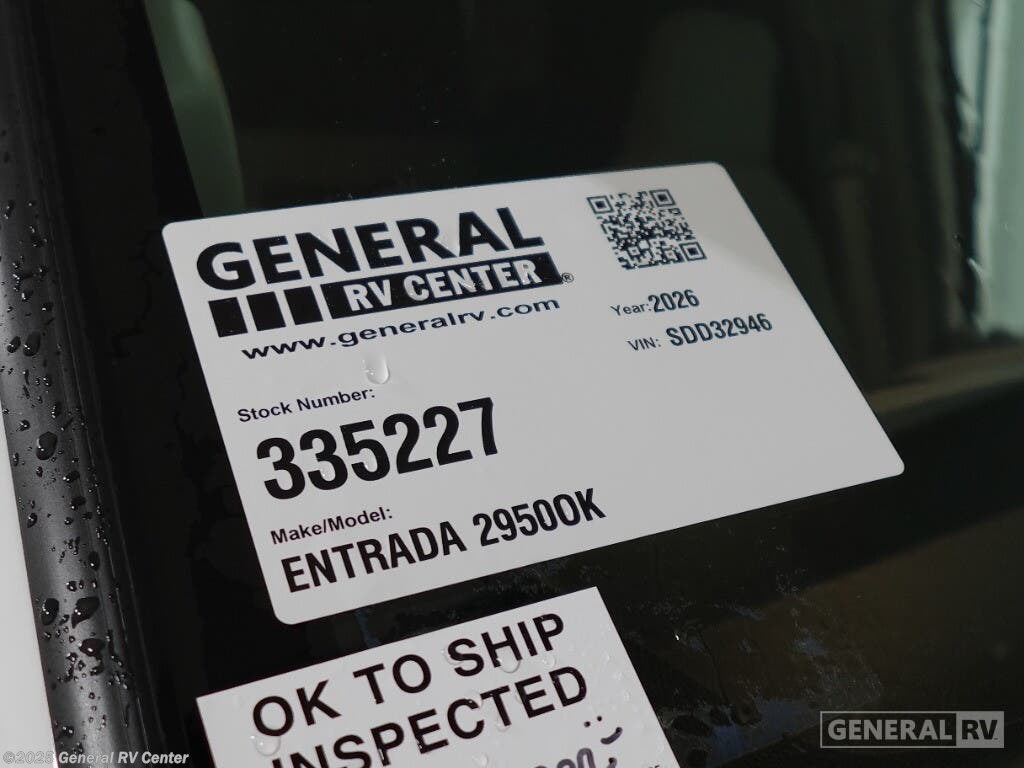 GENERAL
RV CENTER®
www.generalrv.com
Year:2026
VIN: SDD32946
Stock Number:
335227
Make/Model:
ENTRADA 2950OK
OK TO SHIP
INSPECTED
©2025 General RV Center
GENERAL RV